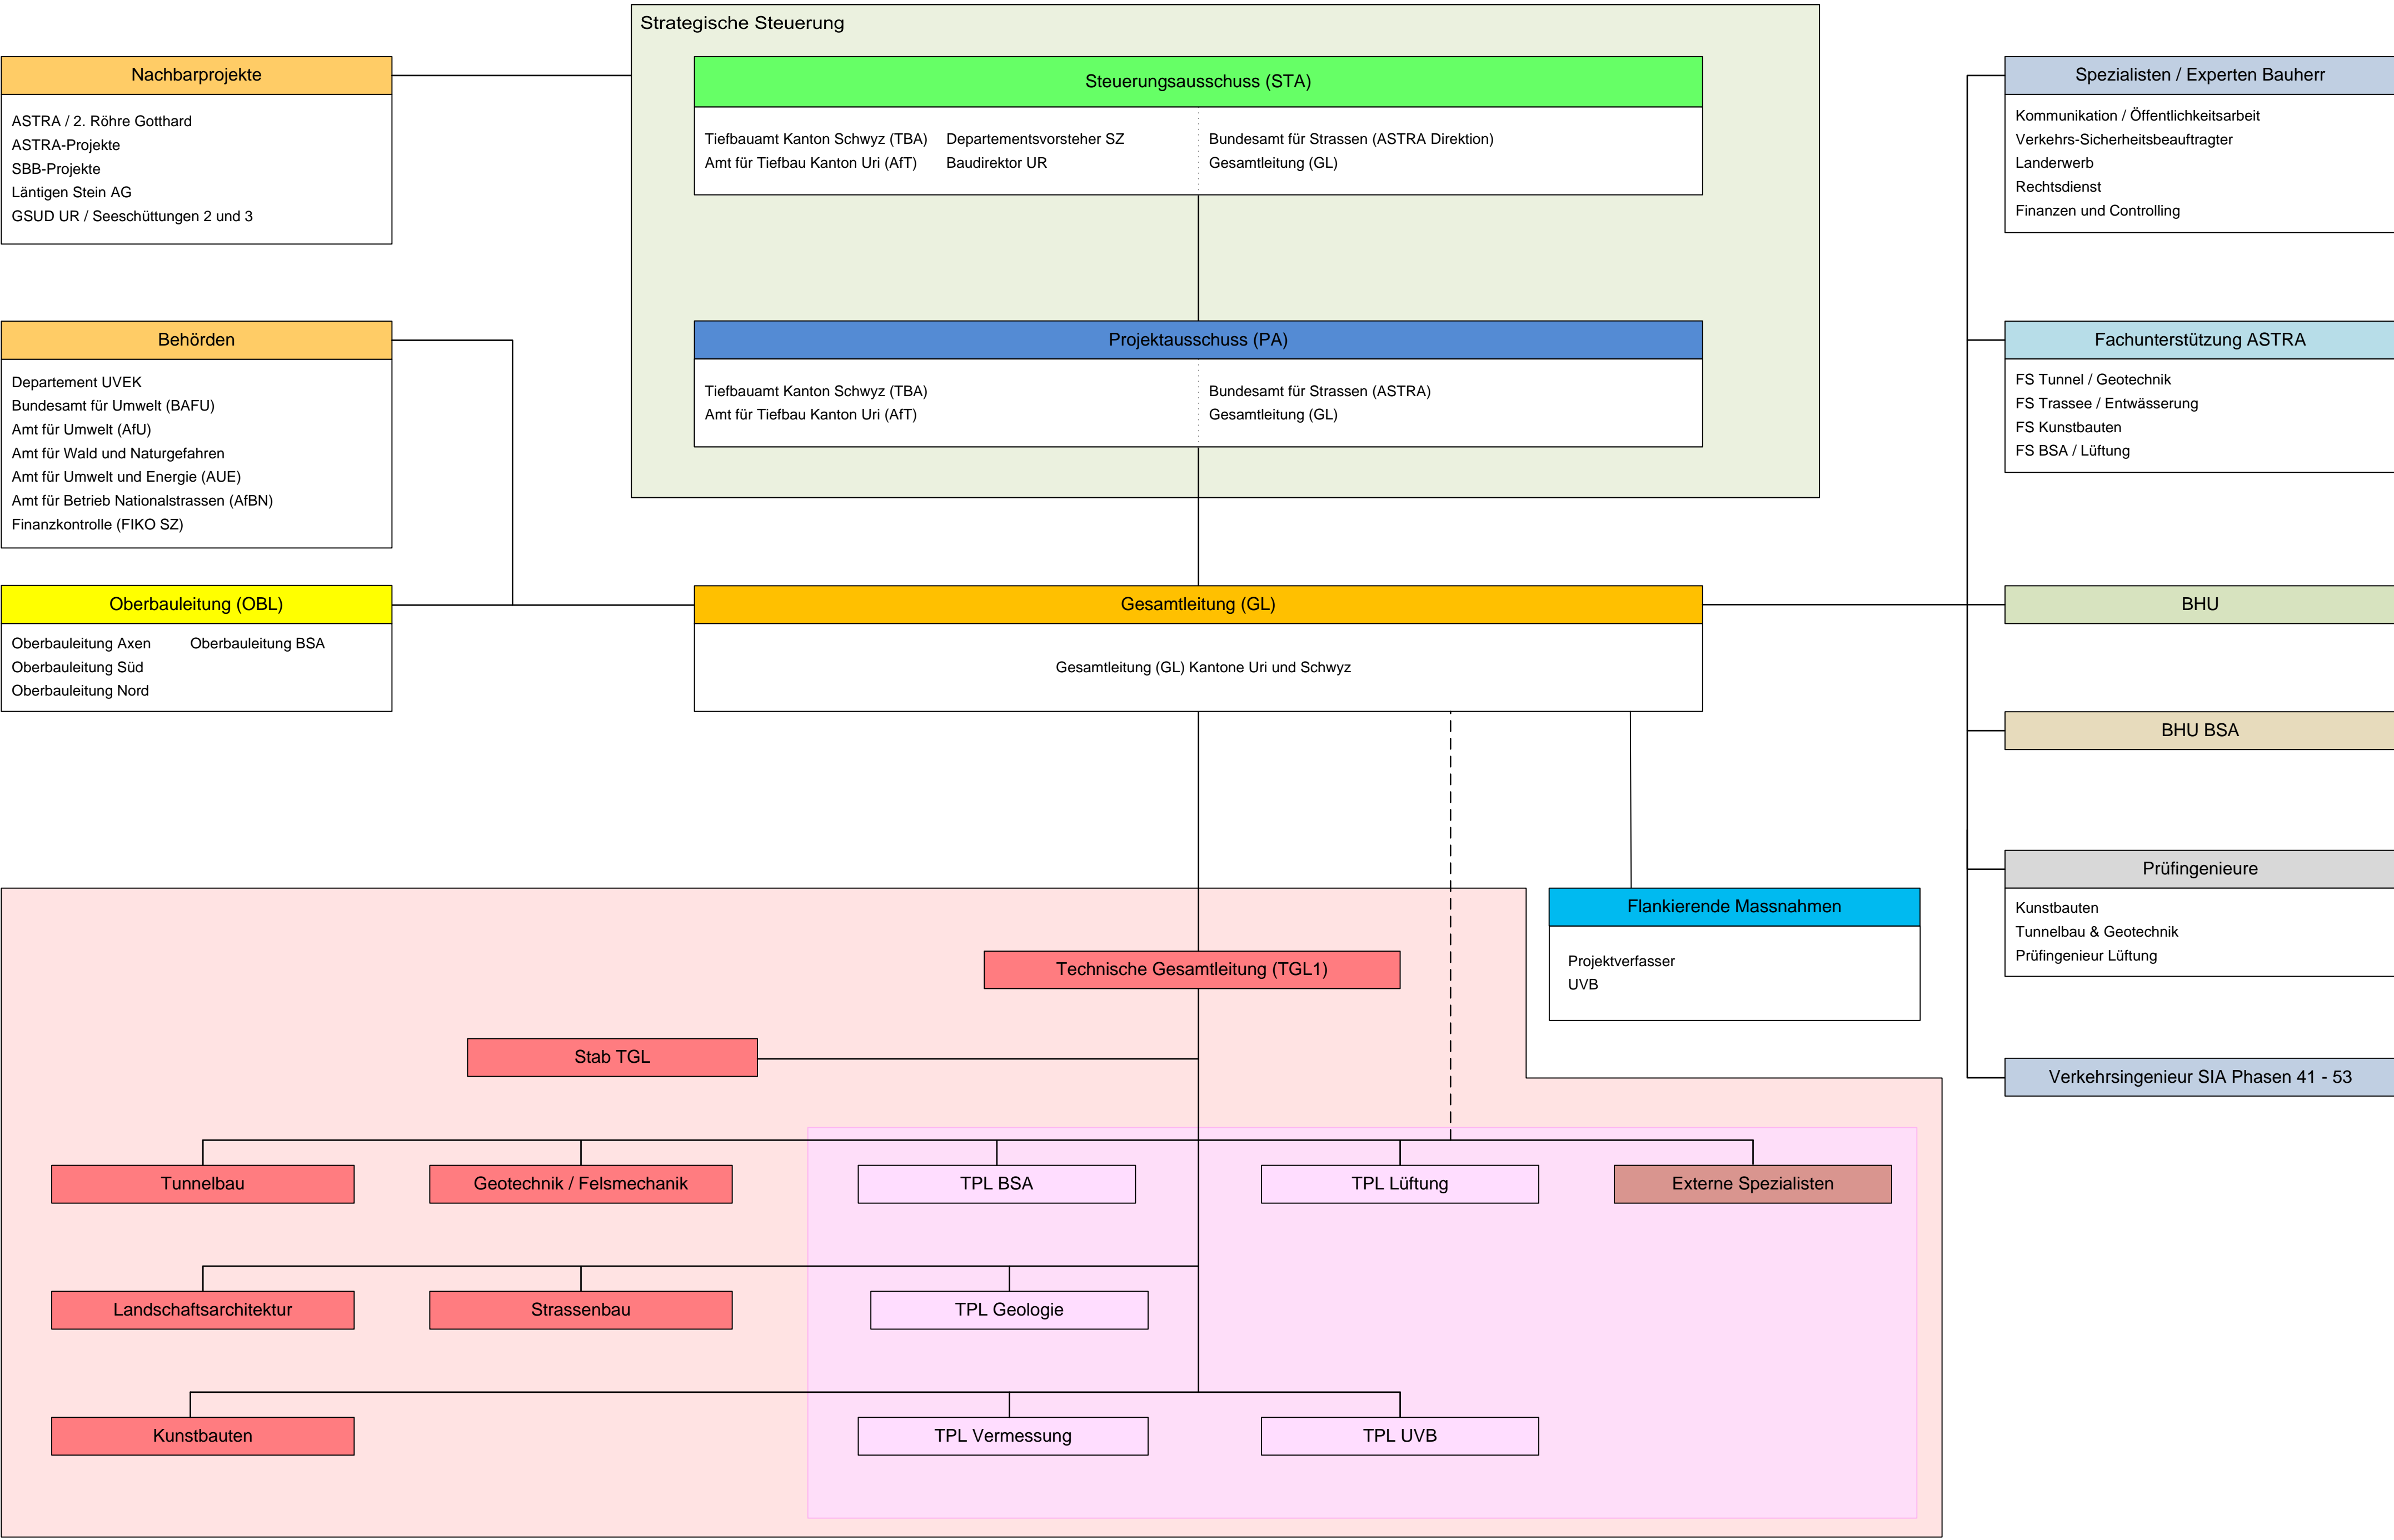 Strategische Steuerung
Nachbarprojekte
ASTRA / 2. Röhre Gotthard
ASTRA-Projekte
SBB-Projekte
Läntigen Stein AG
GSUD UR / Seeschüttungen 2 und 3
Steuerungsausschuss (STA)
Tiefbauamt Kanton Schwyz (TBA) Departementsvorsteher SZ Bundesamt für Strassen (ASTRA Direktion)
Amt für Tiefbau Kanton Uri (AfT) Baudirektor UR Gesamtleitung (GL)
Spezialisten / Experten Bauherr
Kommunikation / Öffentlichkeitsarbeit
Verkehrs-Sicherheitsbeauftragter
Landerwerb
Rechtsdienst
Finanzen und Controlling
Behörden
Departement UVEK
Bundesamt für Umwelt (BAFU)
Amt für Umwelt (AfU)
Amt für Wald und Naturgefahren
Amt für Umwelt und Energie (AUE)
Amt für Betrieb Nationalstrassen (AfBN)
Finanzkontrolle (FIKO SZ)
Projektausschuss (PA)
Tiefbauamt Kanton Schwyz (TBA) Bundesamt für Strassen (ASTRA)
Amt für Tiefbau Kanton Uri (AfT) Gesamtleitung (GL)
Fachunterstützung ASTRA
FS Tunnel / Geotechnik
FS Trassee / Entwässerung
FS Kunstbauten
FS BSA / Lüftung
Oberbauleitung (OBL)
Oberbauleitung Axen Oberbauleitung BSA
Oberbauleitung Süd
Oberbauleitung Nord
Gesamtleitung (GL)
Gesamtleitung (GL) Kantone Uri und Schwyz
BHU
BHU BSA
Prüfingenieure
Kunstbauten
Tunnelbau & Geotechnik
Prüfingenieur Lüftung
Flankierende Massnahmen
Projektverfasser
UVB
Technische Gesamtleitung (TGL1)
Stab TGL
Verkehrsingenieur SIA Phasen 41 - 53
Tunnelbau
Geotechnik / Felsmechanik
TPL BSA
TPL Lüftung
Externe Spezialisten
Landschaftsarchitektur
Strassenbau
TPL Geologie
Kunstbauten
TPL Vermessung
TPL UVB